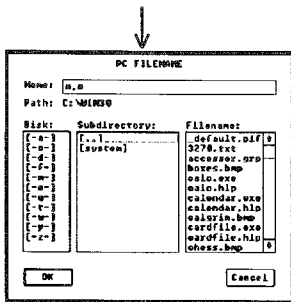 PC FILENAME
Name: *.*
Path: C:\WIN30
Disk:
Subdirectory:
Filename:
[-a-]
[-c-]
[-d-]
[-f-]
[..]
[system]
_default.pif
3270.txt
accessor.grp
boxes.bmp
calc.exe
calc.hlp
calendar.exe
calendar.hlp
cardfile.exe
cardfile.hlp
chess.bmp
[-z-]
OK
Cancel